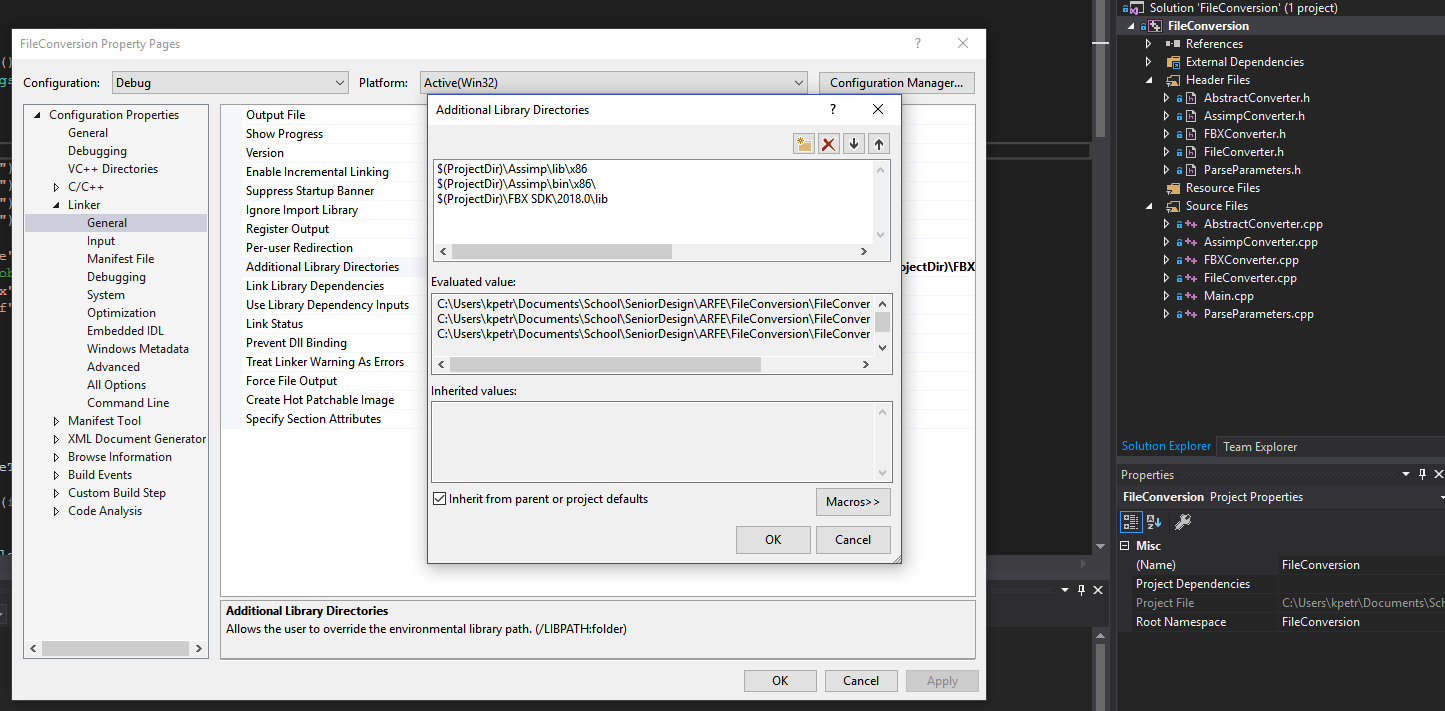 FileConversion Property Pages
?
Configuration: Debug Platform: Active(Win32) Configuration Manager...
Configuration Properties
General
Debugging
VC++ Directories
C/C++
Linker
General
Input
Manifest File
Debugging
System
Optimization
Embedded IDL
Windows Metadata
Advanced
All Options
Command Line
Manifest Tool
XML Document Generator
Browse Information
Build Events
Custom Build Step
Code Analysis
Output File
Show Progress
Version
Enable Incremental Linking
Suppress Startup Banner
Ignore Import Library
Register Output
Per-user Redirection
Additional Library Directories
Link Library Dependencies
Use Library Dependency Inputs
Link Status
Prevent Dll Binding
Treat Linker Warning As Errors
Force File Output
Create Hot Patchable Image
Specify Section Attributes
Additional Library Directories
?
$(ProjectDir)\Assimp\lib\x86
$(ProjectDir)\Assimp\bin\x86\
$(ProjectDir)\FBX SDK\2018.0\lib
Evaluated value:
C:\Users\kpetr\Documents\School\SeniorDesign\ARFE\FileConversion\FileConver
C:\Users\kpetr\Documents\School\SeniorDesign\ARFE\FileConversion\FileConver
C:\Users\kpetr\Documents\School\SeniorDesign\ARFE\FileConversion\FileConver
Inherited values:
Inherit from parent or project defaults
Macros>>
OK Cancel
ojectDir)\FBX
Additional Library Directories
Allows the user to override the environmental library path. (/LIBPATH:folder)
OK Cancel Apply
Solution 'FileConversion' (1 project)
FileConversion
References
External Dependencies
Header Files
AbstractConverter.h
AssimpConverter.h
FBXConverter.h
FileConverter.h
ParseParameters.h
Resource Files
Source Files
AbstractConverter.cpp
AssimpConverter.cpp
FBXConverter.cpp
FileConverter.cpp
Main.cpp
ParseParameters.cpp
Solution Explorer Team Explorer
Properties
FileConversion Project Properties
Misc
(Name) FileConversion
Project Dependencies
Project File C:\Users\kpetr\Documents\Sch
Root Namespace FileConversion